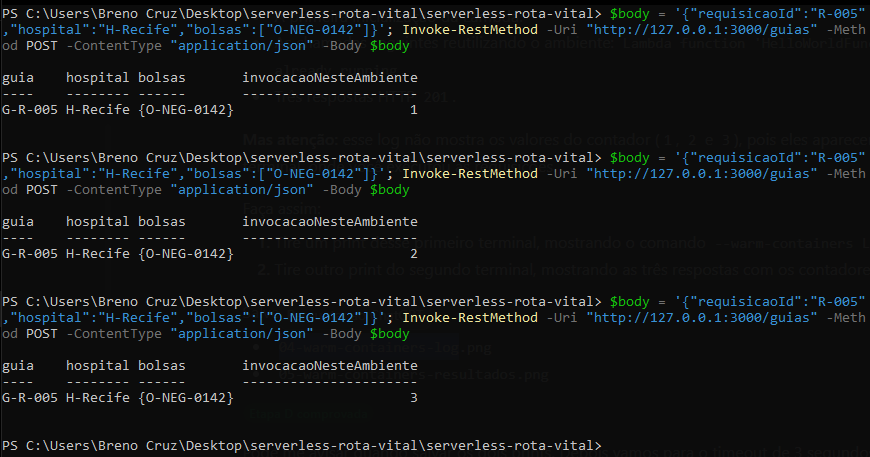 PS C:\Users\Breno Cruz\Desktop\serverless-rota-vital\serverless-rota-vital> $body = '{"requisicaoId":"R-005"
,"hospital":"H-Recife","bolsas":["O-NEG-0142"]}'; Invoke-RestMethod -Uri "http://127.0.0.1:3000/guias" -Meth
od POST -ContentType "application/json" -Body $body
guia    hospital bolsas       invocacaoNesteAmbiente
----    -------- ------       ----------------------
G-R-005 H-Recife {O-NEG-0142}                      1
PS C:\Users\Breno Cruz\Desktop\serverless-rota-vital\serverless-rota-vital> $body = '{"requisicaoId":"R-005"
,"hospital":"H-Recife","bolsas":["O-NEG-0142"]}'; Invoke-RestMethod -Uri "http://127.0.0.1:3000/guias" -Meth
od POST -ContentType "application/json" -Body $body
guia    hospital bolsas       invocacaoNesteAmbiente
----    -------- ------       ----------------------
G-R-005 H-Recife {O-NEG-0142}                      2
PS C:\Users\Breno Cruz\Desktop\serverless-rota-vital\serverless-rota-vital> $body = '{"requisicaoId":"R-005"
,"hospital":"H-Recife","bolsas":["O-NEG-0142"]}'; Invoke-RestMethod -Uri "http://127.0.0.1:3000/guias" -Meth
od POST -ContentType "application/json" -Body $body
guia    hospital bolsas       invocacaoNesteAmbiente
----    -------- ------       ----------------------
G-R-005 H-Recife {O-NEG-0142}                      3
PS C:\Users\Breno Cruz\Desktop\serverless-rota-vital\serverless-rota-vital>